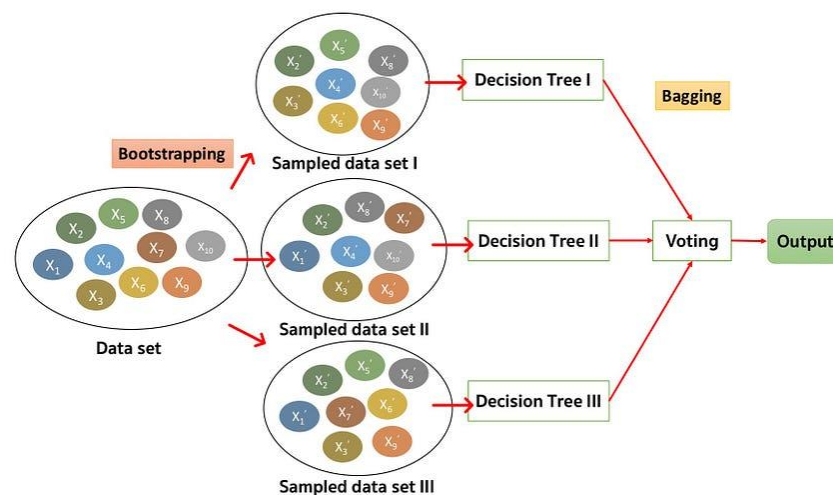 X5´
X2´
X8´
X4´
X10´
X3´
X6´
X9´
Decision Tree I
Bagging
Bootstrapping
Sampled data set I
X5
X8
X2
X7
X10
X1
X4
X6
X9
X3
Data set
X8´
X2´
X7´
X1´
X4´
X10´
X3´
X9´
Decision Tree II
Voting
Output
Sampled data set II
X5´
X8´
X2´
X6´
X1´
X7´
X3´
X9´
Decision Tree III
Sampled data set III